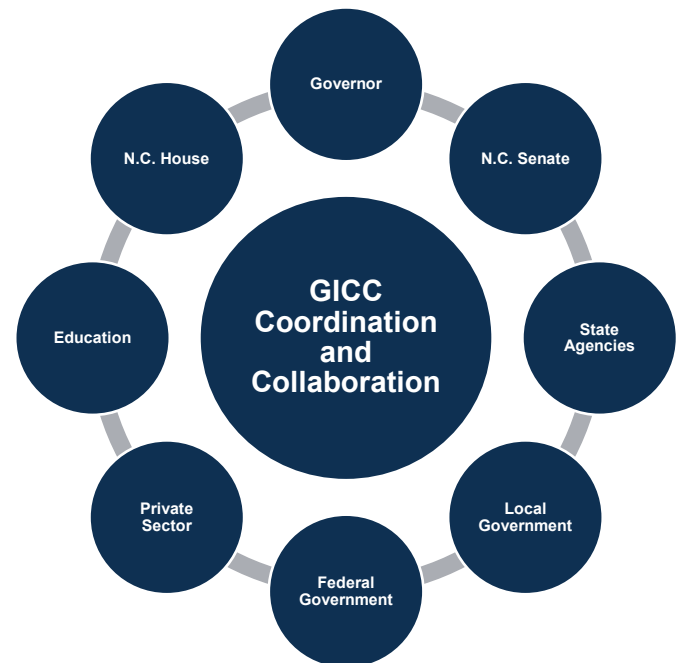 Governor
N.C. House
N.C. Senate
GICC
Coordination
and
Collaboration
Education
State
Agencies
Private
Sector
Local
Government
Federal
Government